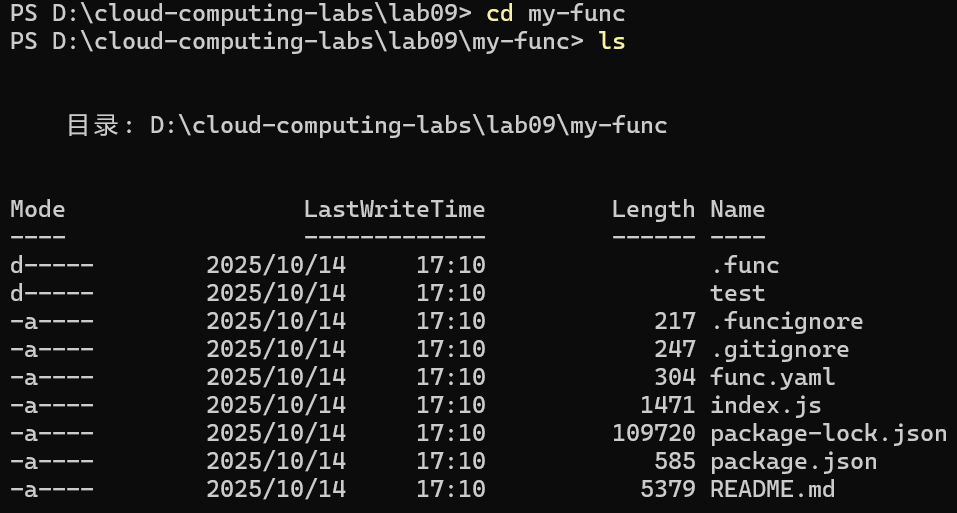 PS D:\cloud-computing-labs\lab09> cd my-func
PS D:\cloud-computing-labs\lab09\my-func> ls
目录: D:\cloud-computing-labs\lab09\my-func
Mode                 LastWriteTime         Length Name
----                 -------------         ------ ----
d-----        2025/10/14     17:10                .func
d-----        2025/10/14     17:10                test
-a----        2025/10/14     17:10            217 .funcignore
-a----        2025/10/14     17:10            247 .gitignore
-a----        2025/10/14     17:10            304 func.yaml
-a----        2025/10/14     17:10           1471 index.js
-a----        2025/10/14     17:10         109720 package-lock.json
-a----        2025/10/14     17:10            585 package.json
-a----        2025/10/14     17:10           5379 README.md